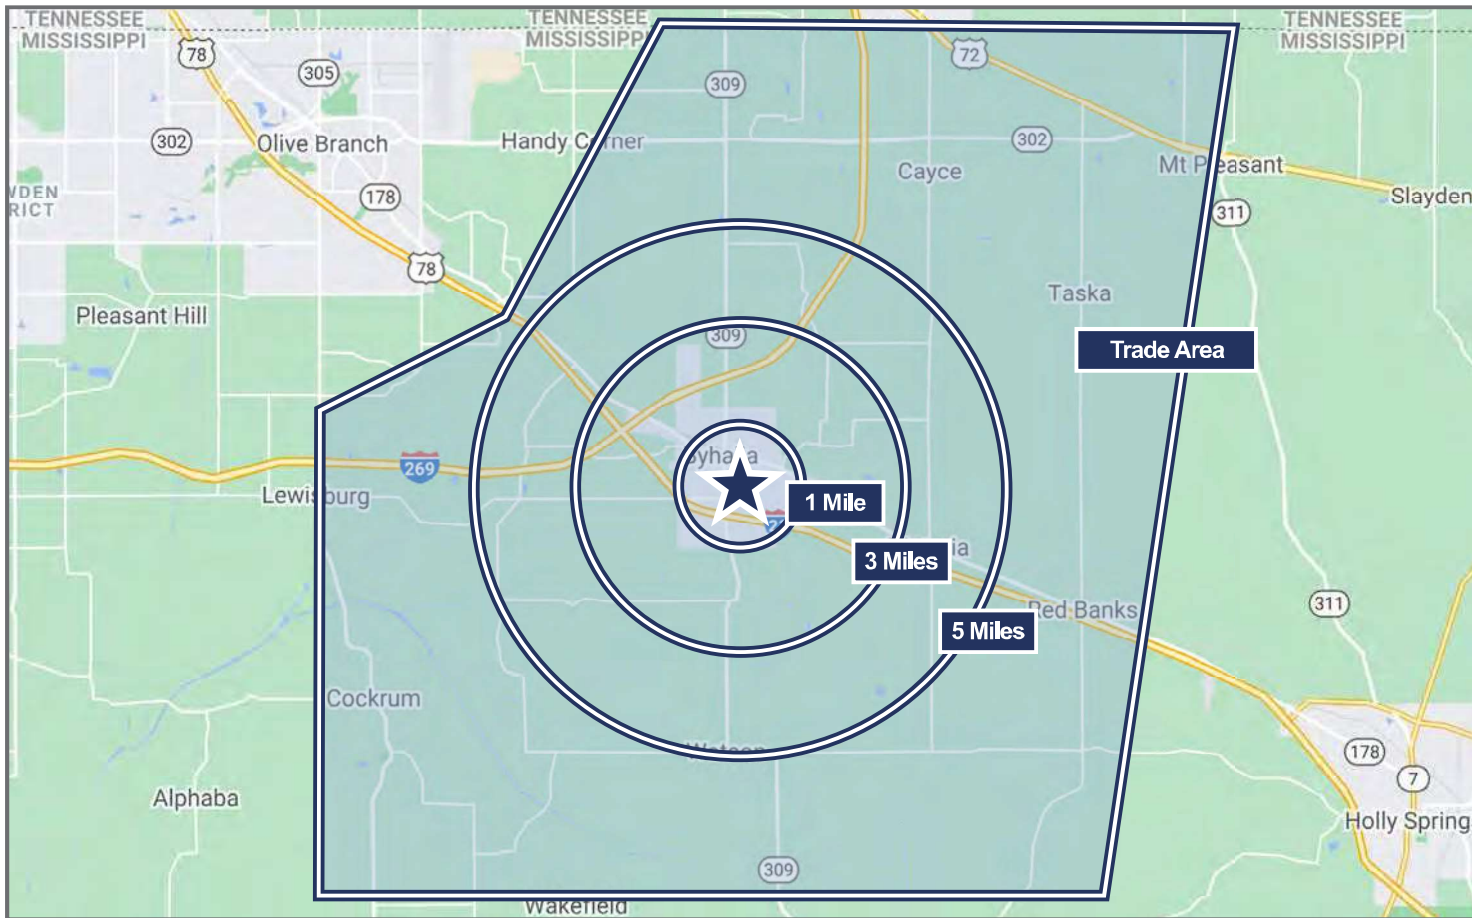 TENNESSEE
MISSISSIPPI
TENNESSEE
MISSISSIPPI
TENNESSEE
MISSISSIPPI
78
305
309
72
302
Olive Branch
Handy Corner
302
Cayce
Mt Pleasant
178
311
Slayden
78
Pleasant Hill
Taska
309
Trade Area
269
Lewisburg
1 Mile
3 Miles
Red Banks
311
5 Miles
Cockrum
Watson
178
7
Alphaba
Holly Spring
309
Wakefield